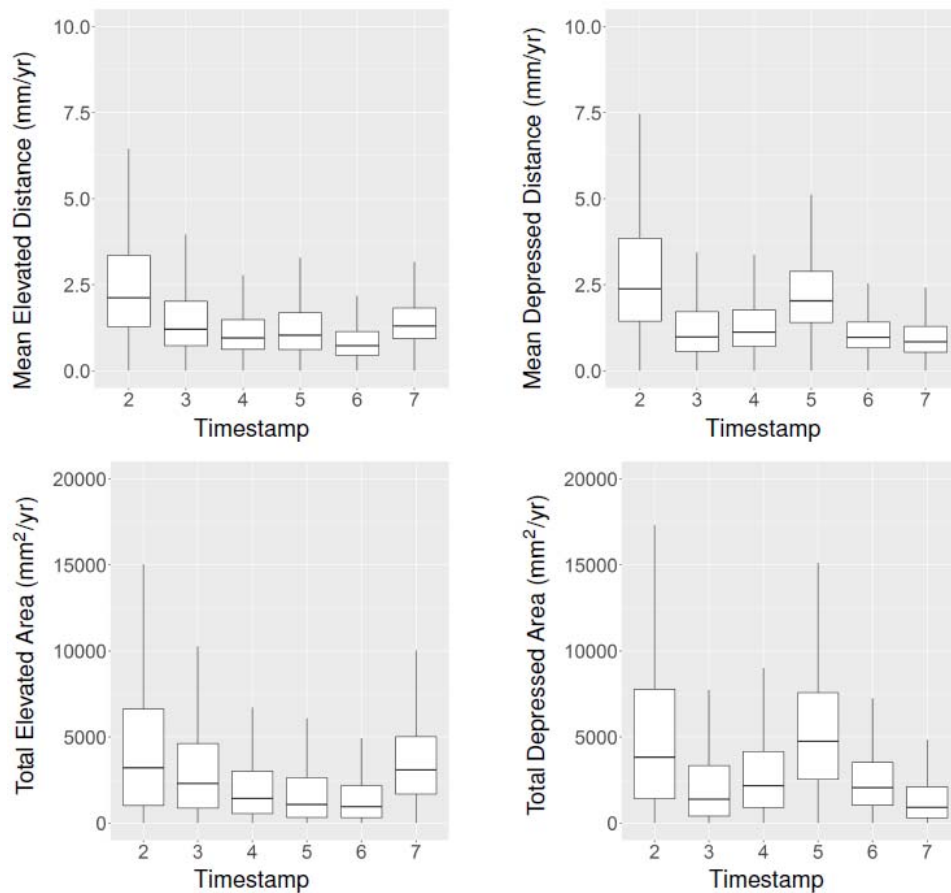 Mean Elevated Distance (mm/yr)
10.0
7.5
5.0
2.5
0.0
2 3 4 5 6 7
Timestamp
Mean Depressed Distance (mm/yr)
10.0
7.5
5.0
2.5
0.0
2 3 4 5 6 7
Timestamp
Total Elevated Area (mm²/yr)
20000
15000
10000
5000
0
2 3 4 5 6 7
Timestamp
Total Depressed Area (mm²/yr)
20000
15000
10000
5000
0
2 3 4 5 6 7
Timestamp